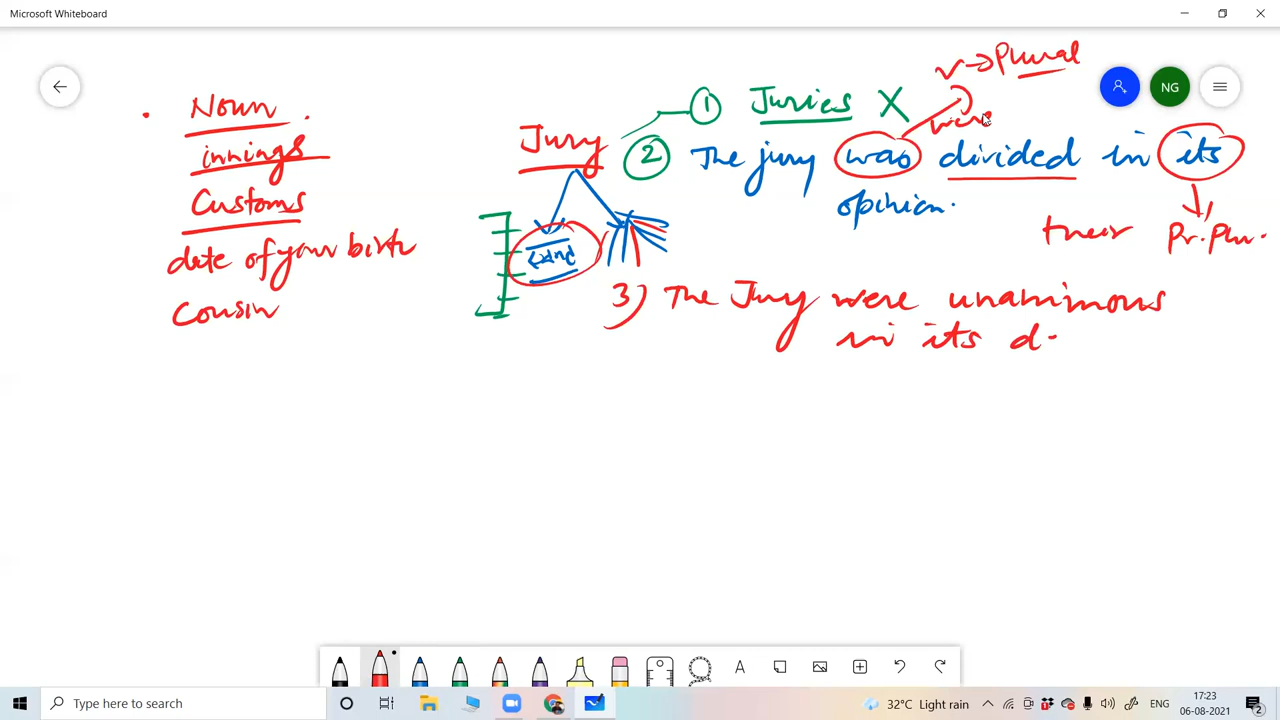 Microsoft Whiteboard
V → Plural
NG
. Noun .
innings
Customs
date of your birth
cousin
Jury
① Juries X
were
② The jury was divided in its
opinion.
their Pr. Plu.
3) The Jury were unanimous
in its d.
A
Type here to search
32°C Light rain
ENG
17:23
06-08-2021
2